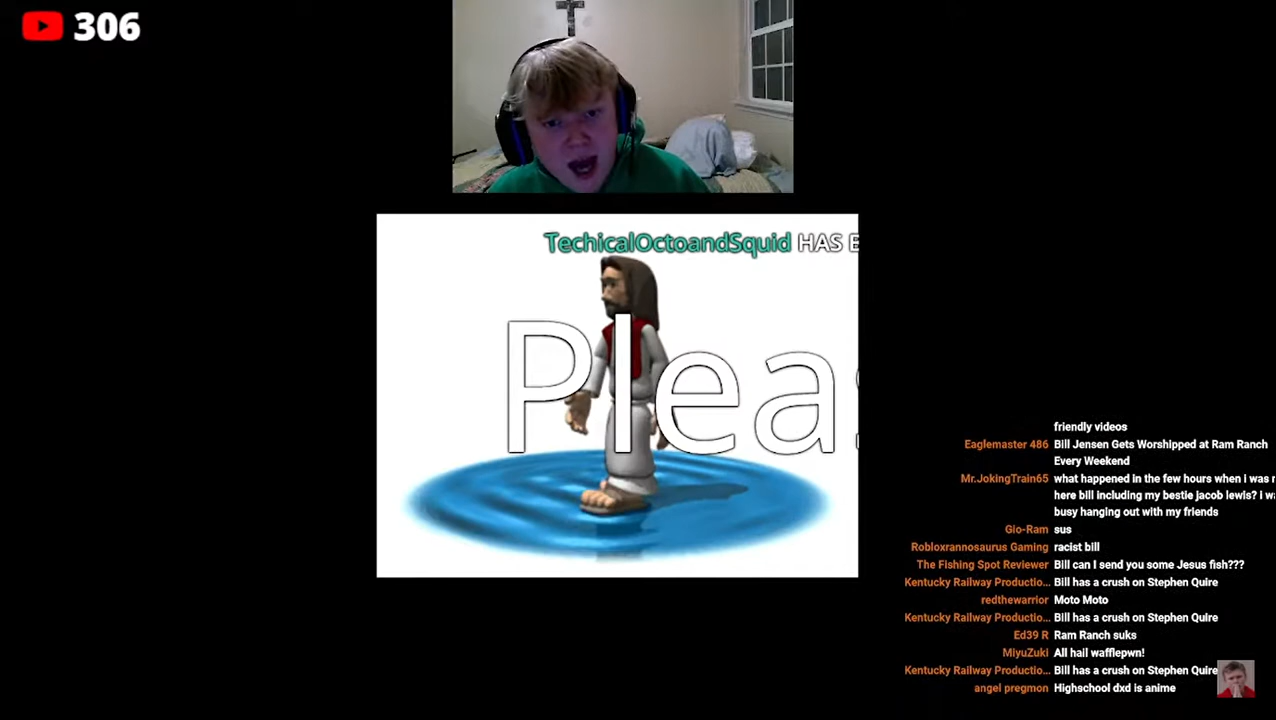 306
TechicalOctoandSquid HAS
Plea
friendly videos
Eaglemaster 486 Bill Jensen Gets Worshipped at Ram Ranch
Every Weekend
Mr.JokingTrain65 what happened in the few hours when i was
here bill including my bestie jacob lewis? i
busy hanging out with my friends
Gio-Ram sus
Robloxrannosaurus Gaming racist bill
The Fishing Spot Reviewer Bill can I send you some Jesus fish???
Kentucky Railway Productio... Bill has a crush on Stephen Quire
redthewarrior Moto Moto
Kentucky Railway Productio... Bill has a crush on Stephen Quire
Ed39 R Ram Ranch suks
MiyuZuki All hail wafflepwn!
Kentucky Railway Productio... Bill has a crush on Stephen Quire
angel pregmon Highschool dxd is anime